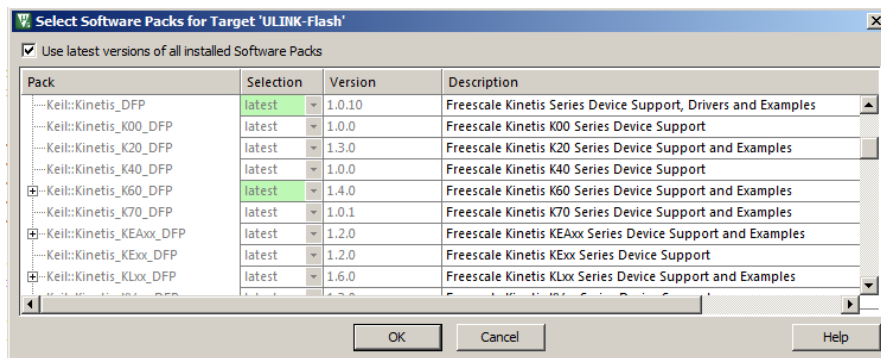 Select Software Packs for Target 'ULINK-Flash'
Use latest versions of all installed Software Packs
Pack Selection Version Description
Keil::Kinetis_DFP latest 1.0.10 Freescale Kinetis Series Device Support, Drivers and Examples
Keil::Kinetis_K00_DFP latest 1.0.0 Freescale Kinetis K00 Series Device Support
Keil::Kinetis_K20_DFP latest 1.3.0 Freescale Kinetis K20 Series Device Support and Examples
Keil::Kinetis_K40_DFP latest 1.0.0 Freescale Kinetis K40 Series Device Support
Keil::Kinetis_K60_DFP latest 1.4.0 Freescale Kinetis K60 Series Device Support and Examples
Keil::Kinetis_K70_DFP latest 1.0.1 Freescale Kinetis K70 Series Device Support and Examples
Keil::Kinetis_KEAxx_DFP latest 1.2.0 Freescale Kinetis KEAxx Series Device Support and Examples
Keil::Kinetis_KExx_DFP latest 1.2.0 Freescale Kinetis KExx Series Device Support
Keil::Kinetis_KLxx_DFP latest 1.6.0 Freescale Kinetis KLxx Series Device Support and Examples
OK Cancel Help